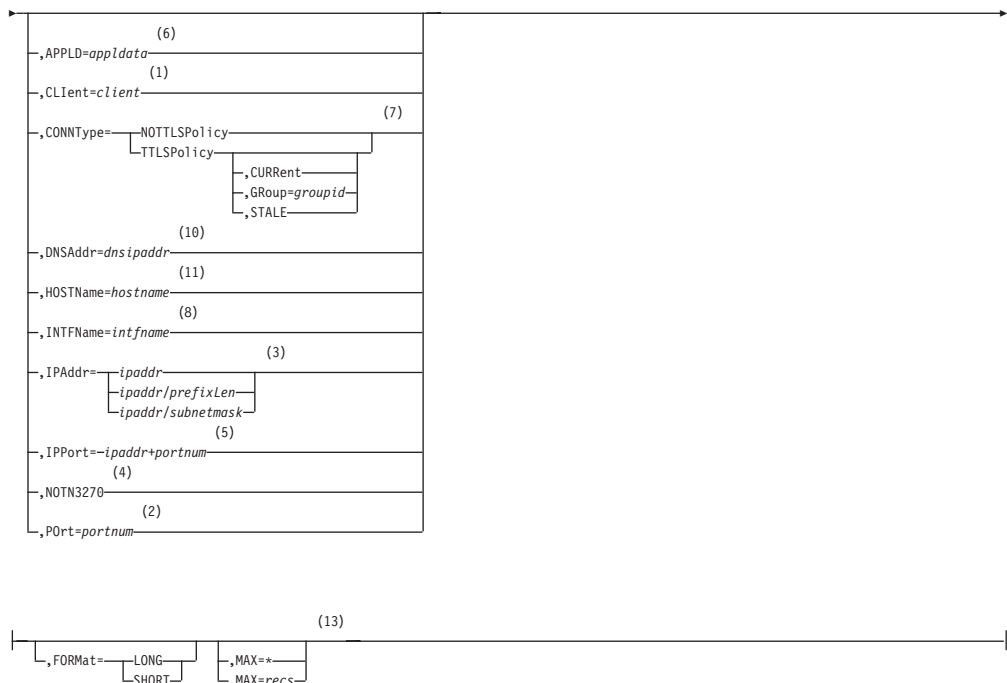 (6)
,APPLD=appldata
(1)
,CLIent=client
(7)
,CONNType= NOTTLSPolicy
TTLSPolicy
,CURRent
,GRoup=groupid
,STALE
(10)
,DNSAddr=dnsipaddr
(11)
,HOSTName=hostname
(8)
,INTFName=intfname
(3)
,IPAddr= ipaddr
ipaddr/prefixLen
ipaddr/subnetmask
(5)
,IPPort=ipaddr+portnum
(4)
,NOTN3270
(2)
,POrt=portnum
(13)
,FORMat= LONG ,MAX=*
SHORT MAX=recs